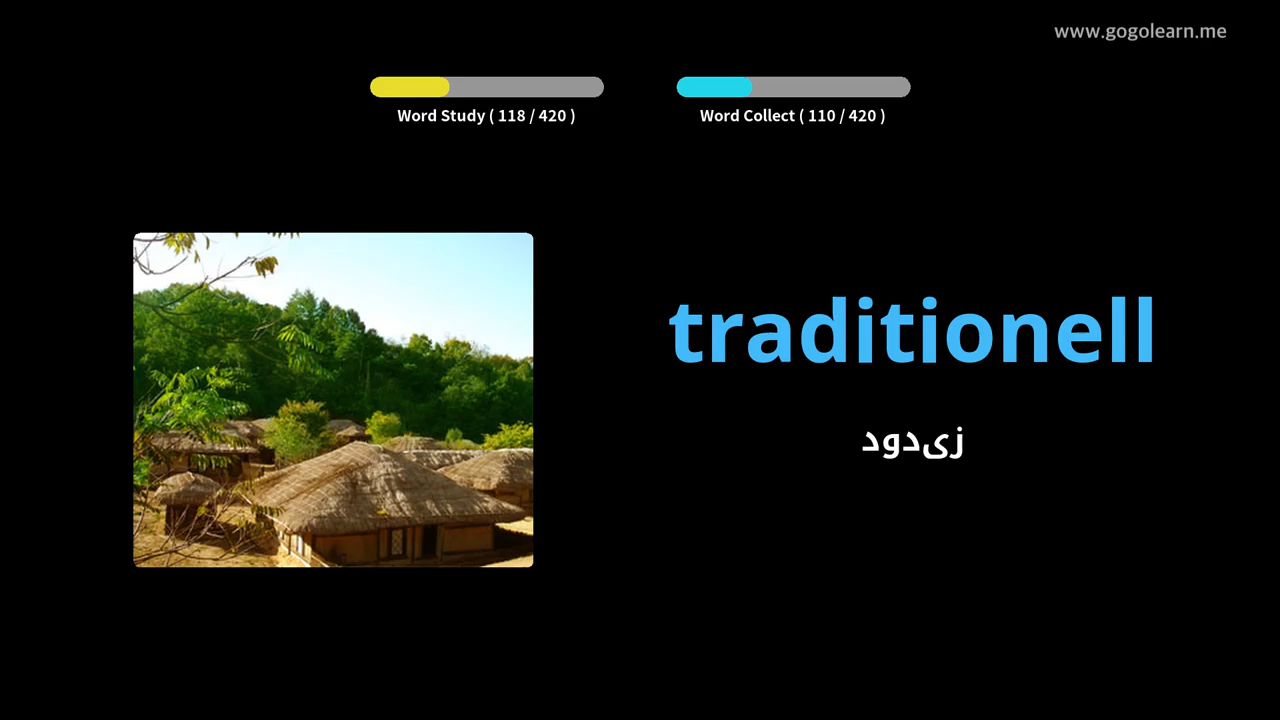 www.gogolearn.me
Word Study ( 118 / 420 )
Word Collect ( 110 / 420 )
traditionell
زیدود